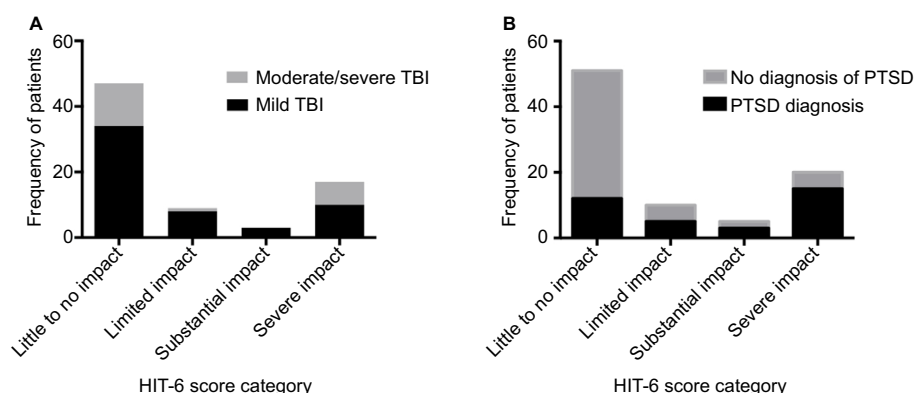 A
Frequency of patients
60
40
20
0
Moderate/severe TBI
Mild TBI
Little to no impact
Limited impact
Substantial impact
Severe impact
HIT-6 score category
B
Frequency of patients
60
40
20
0
No diagnosis of PTSD
PTSD diagnosis
Little to no impact
Limited impact
Substantial impact
Severe impact
HIT-6 score category